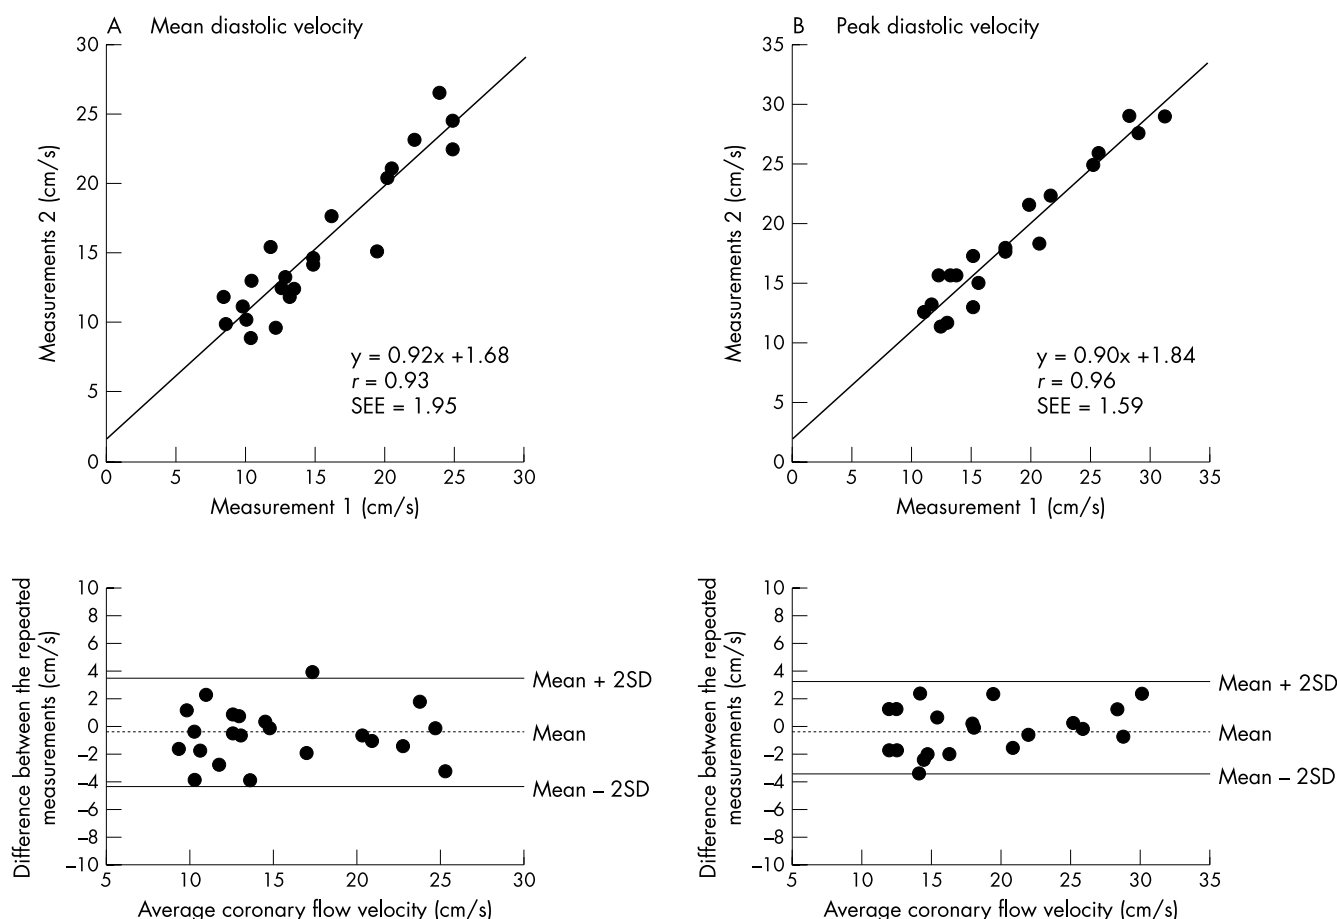 A Mean diastolic velocity
30
25
20
15
10
5
0
Measurements 2 (cm/s)
y = 0.92x +1.68
r = 0.93
SEE = 1.95
0 5 10 15 20 25 30
Measurement 1 (cm/s)
B Peak diastolic velocity
35
30
25
20
15
10
5
0
Measurements 2 (cm/s)
y = 0.90x +1.84
r = 0.96
SEE = 1.59
0 5 10 15 20 25 30 35
Measurement 1 (cm/s)
Difference between the repeated
measurements (cm/s)
10
8
6
4
2
0
–2
–4
–6
–8
–10
Mean + 2SD
Mean
Mean – 2SD
5 10 15 20 25 30
Average coronary flow velocity (cm/s)
Difference between the repeated
measurements (cm/s)
10
8
6
4
2
0
–2
–4
–6
–8
–10
Mean + 2SD
Mean
Mean – 2SD
5 10 15 20 25 30 35
Average coronary flow velocity (cm/s)